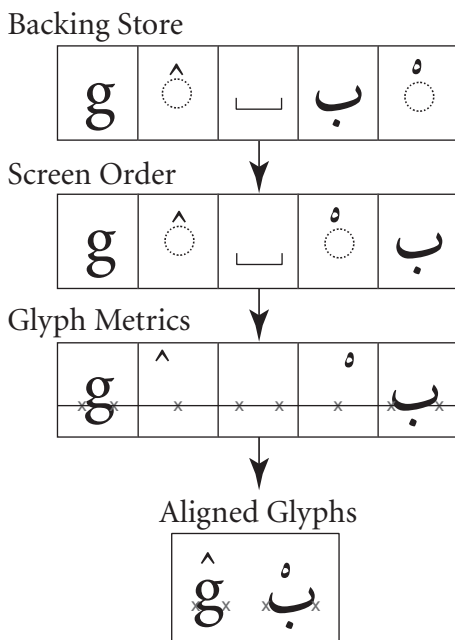 Backing Store
g ◌̂ ⎵ ب ◌ْ
Screen Order
g ◌̂ ⎵ ◌ْ ب
Glyph Metrics
g ̂ ْ ب
Aligned Glyphs
ĝ بْ